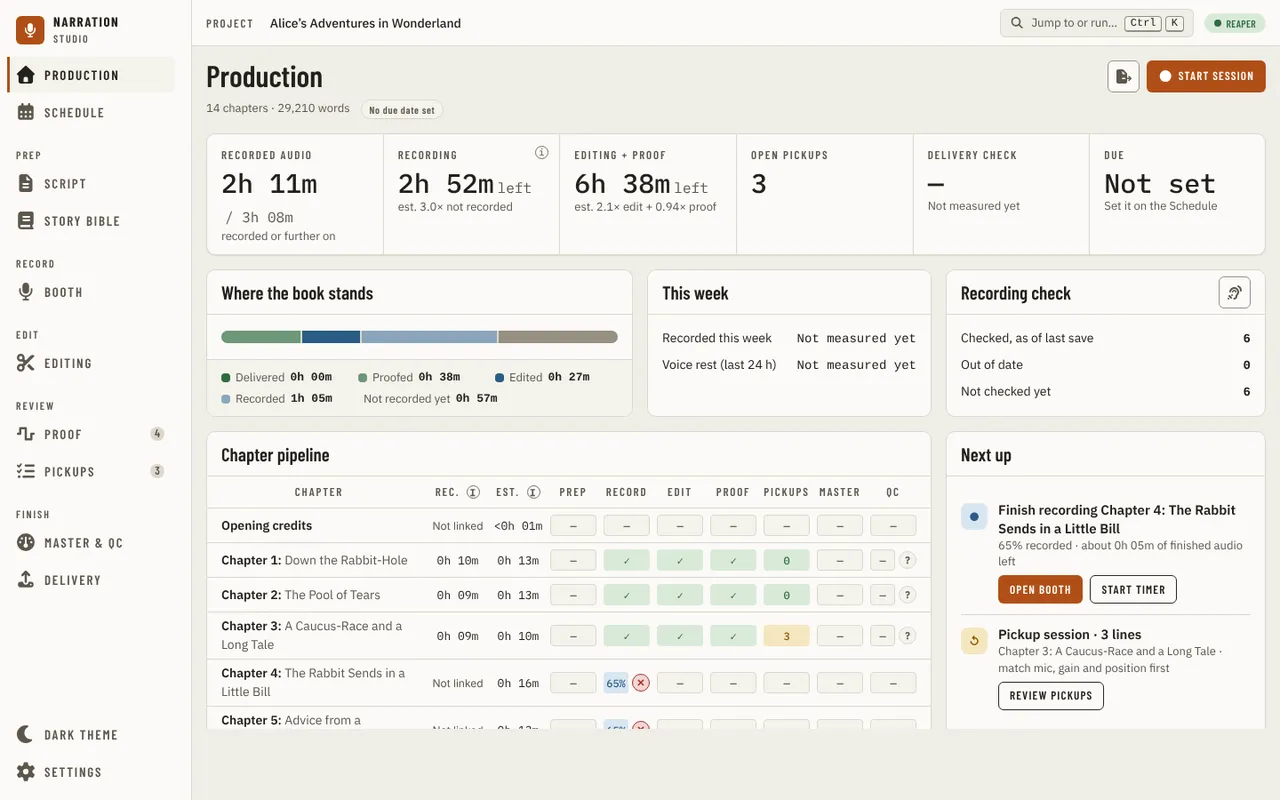 NARRATION
STUDIO
PRODUCTION
SCHEDULE
PREP
SCRIPT
STORY BIBLE
RECORD
BOOTH
EDIT
EDITING
REVIEW
PROOF 4
PICKUPS 3
FINISH
MASTER & QC
DELIVERY
DARK THEME
SETTINGS
PROJECT Alice’s Adventures in Wonderland
Jump to or run... Ctrl K
REAPER
Production
14 chapters · 29,210 words No due date set
START SESSION
RECORDED AUDIO
2h 11m
/ 3h 08m
recorded or further on
RECORDING
2h 52m left
est. 3.0× not recorded
EDITING + PROOF
6h 38m left
est. 2.1× edit + 0.94× proof
OPEN PICKUPS
3
DELIVERY CHECK
—
Not measured yet
DUE
Not set
Set it on the Schedule
Where the book stands
Delivered 0h 00m Proofed 0h 38m Edited 0h 27m
Recorded 1h 05m Not recorded yet 0h 57m
This week
Recorded this week Not measured yet
Voice rest (last 24 h) Not measured yet
Recording check
Checked, as of last save 6
Out of date 0
Not checked yet 6
Chapter pipeline
CHAPTER REC. EST. PREP RECORD EDIT PROOF PICKUPS MASTER QC
Opening credits Not linked <0h 01m — — — — — — —
Chapter 1: Down the Rabbit-Hole 0h 10m 0h 13m — ✓ ✓ ✓ 0 — — ?
Chapter 2: The Pool of Tears 0h 09m 0h 13m — ✓ ✓ ✓ 0 — — ?
Chapter 3: A Caucus-Race and a
Long Tale 0h 09m 0h 10m — ✓ ✓ ✓ 3 — — ?
Chapter 4: The Rabbit Sends in a
Little Bill Not linked 0h 16m — 65% — — — — —
Chapter 5: Advice from a
Next up
Finish recording Chapter 4: The Rabbit
Sends in a Little Bill
65% recorded · about 0h 05m of finished audio
left
OPEN BOOTH START TIMER
Pickup session · 3 lines
Chapter 3: A Caucus-Race and a Long Tale ·
match mic, gain and position first
REVIEW PICKUPS